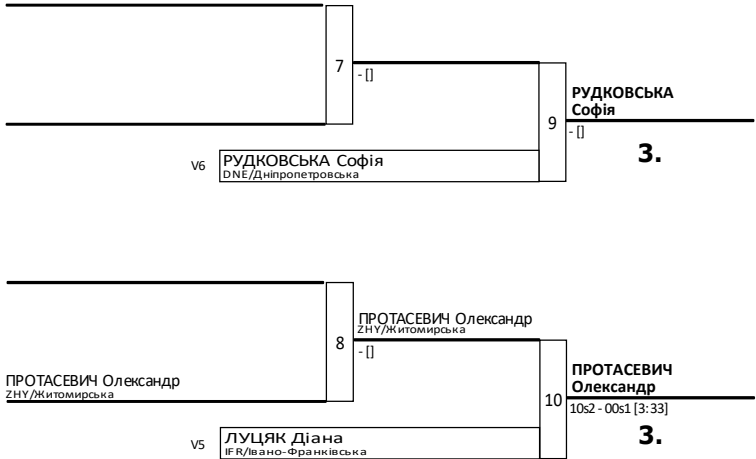 7
- []
РУДКОВСЬКА
Софія
9
- []
3.
V6
РУДКОВСЬКА Софія
DNE/Дніпропетровська
ПРОТАСЕВИЧ Олександр
ZHY/Житомирська
8
- []
ПРОТАСЕВИЧ Олександр
ZHY/Житомирська
ПРОТАСЕВИЧ
Олександр
10
10s2 - 00s1 [3:33]
3.
V5
ЛУЦЯК Діана
IFR/Івано-Франківська